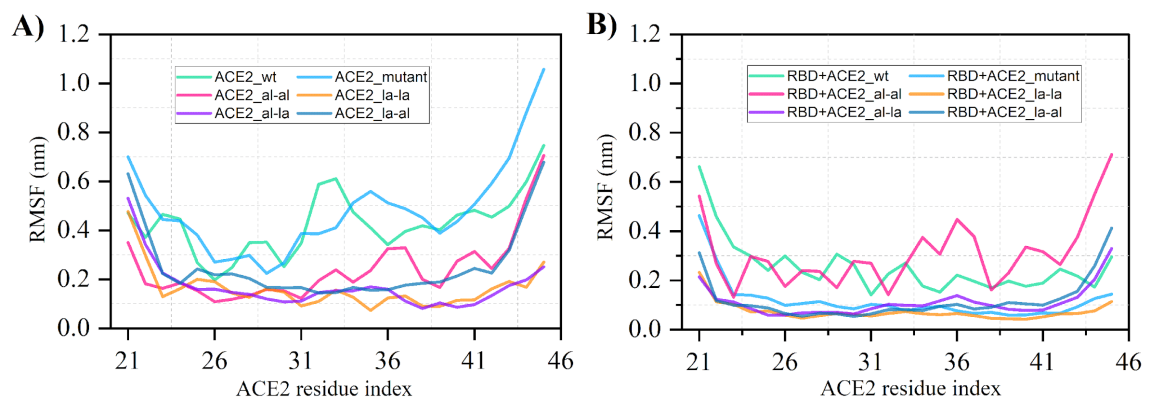 A)
RMSF (nm)
1.2
1.0
0.8
0.6
0.4
0.2
0.0
ACE2_wt ACE2_mutant
ACE2_al-al ACE2_la-la
ACE2_al-la ACE2_la-al
21 26 31 36 41 46
ACE2 residue index
B)
RMSF (nm)
1.2
1.0
0.8
0.6
0.4
0.2
0.0
RBD+ACE2_wt RBD+ACE2_mutant
RBD+ACE2_al-al RBD+ACE2_la-la
RBD+ACE2_al-la RBD+ACE2_la-al
21 26 31 36 41 46
ACE2 residue index